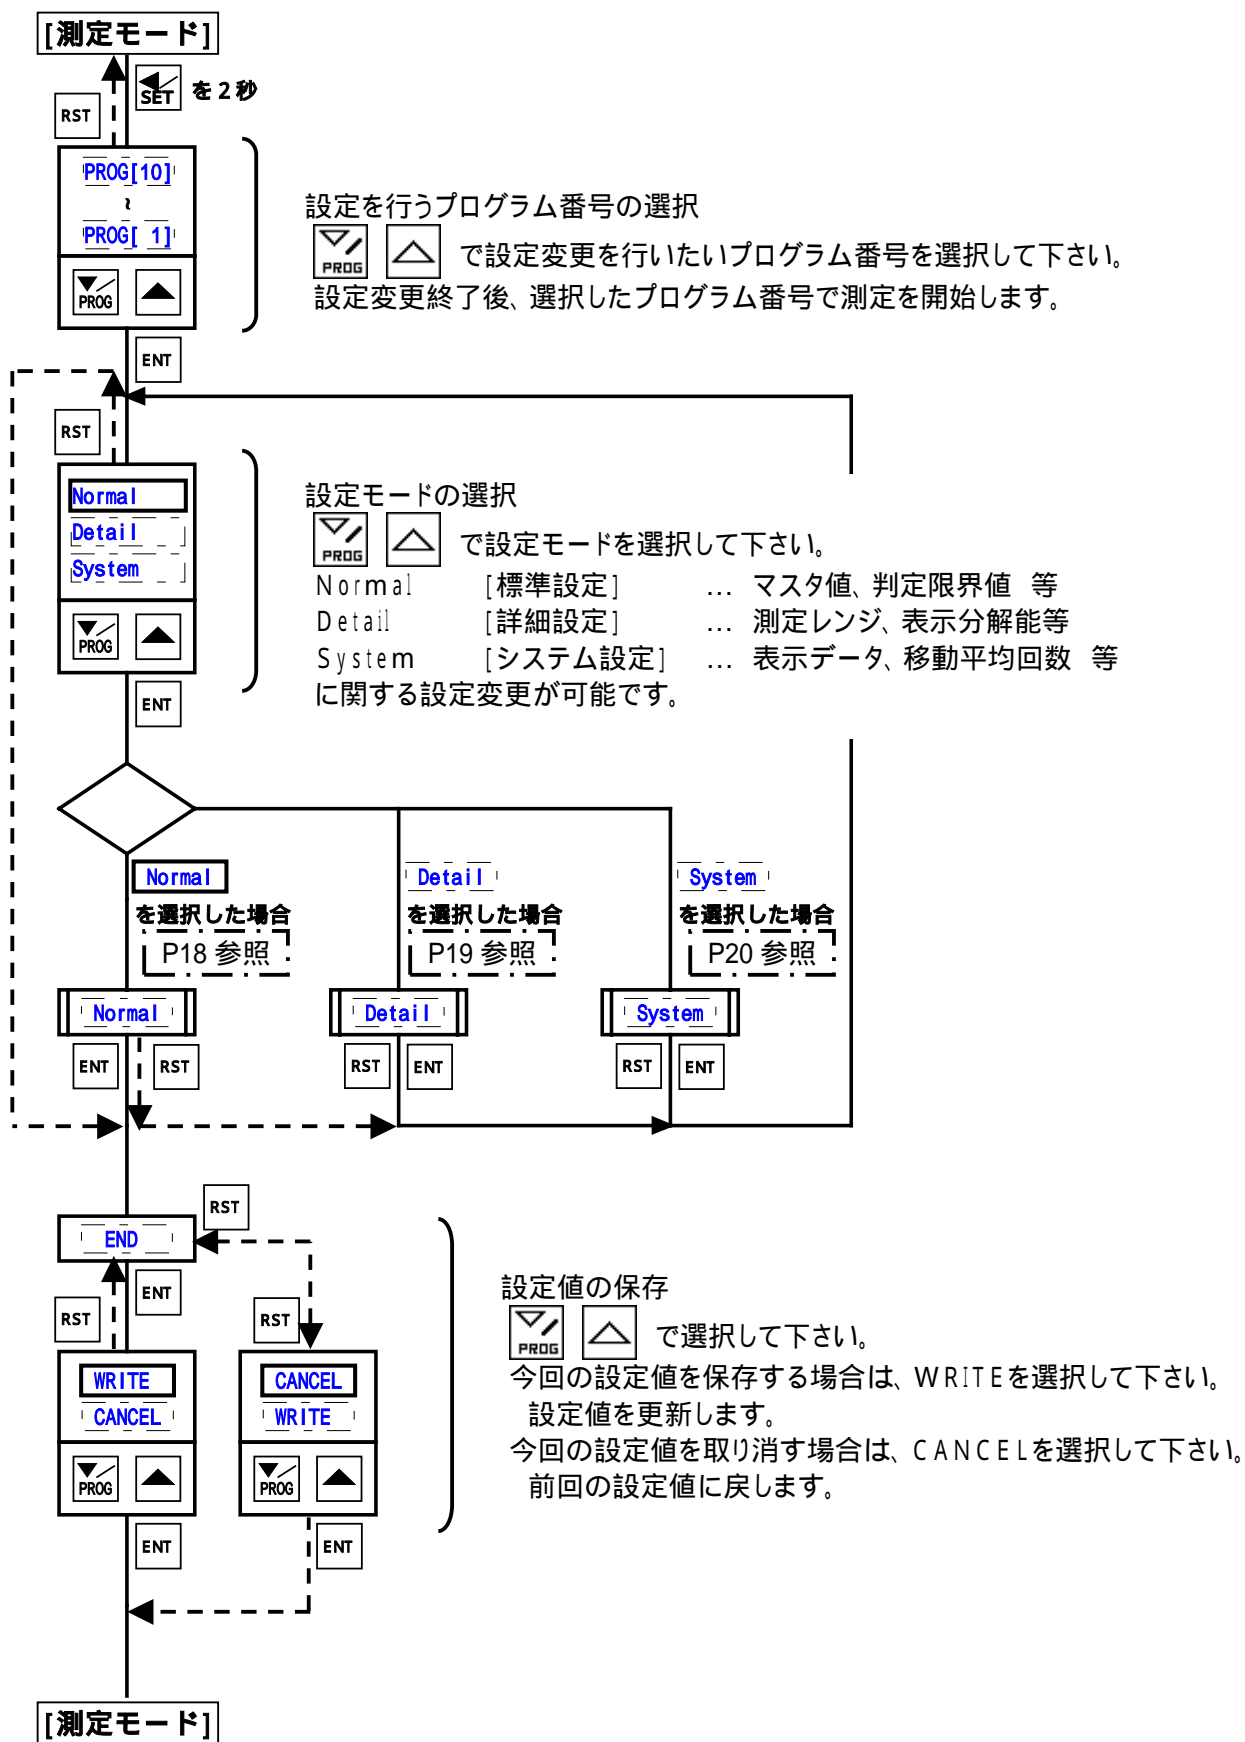 [測定モード]
SET を2秒
RST
PROG[10]
~
PROG[ 1]
PROG
設定を行うプログラム番号の選択
PROG で設定変更を行いたいプログラム番号を選択して下さい。
設定変更終了後、選択したプログラム番号で測定を開始します。
ENT
RST
Normal
Detail
System
PROG
設定モードの選択
PROG で設定モードを選択して下さい。
Normal [標準設定] … マスタ値、判定限界値 等
Detail [詳細設定] … 測定レンジ、表示分解能等
System [システム設定] … 表示データ、移動平均回数 等
に関する設定変更が可能です。
ENT
Normal
を選択した場合
P18 参照
Detail
を選択した場合
P19 参照
System
を選択した場合
P20 参照
Normal Detail System
ENT RST RST ENT RST ENT
RST
END
ENT
RST
RST
WRITE
CANCEL
PROG
CANCEL
WRITE
PROG
設定値の保存
PROG で選択して下さい。
今回の設定値を保存する場合は、WRITEを選択して下さい。
設定値を更新します。
今回の設定値を取り消す場合は、CANCELを選択して下さい。
前回の設定値に戻します。
ENT ENT
[測定モード]